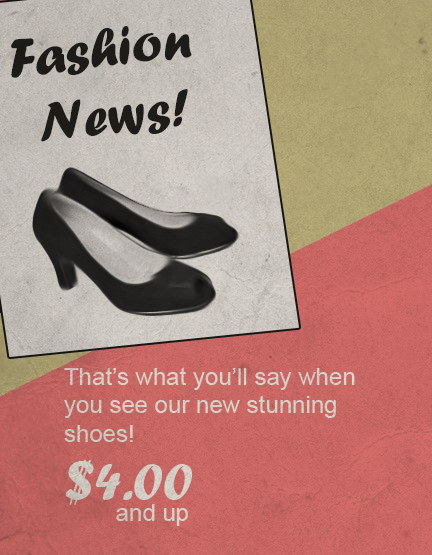 Fashion
News!
That's what you'll say when
you see our new stunning
shoes!
$4.00
and up